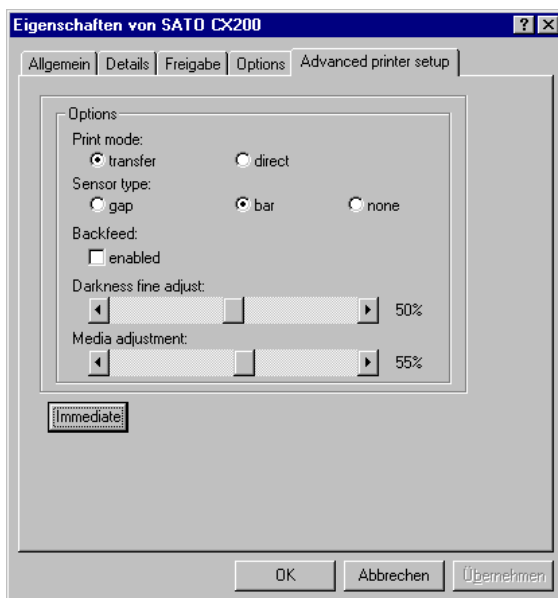 Eigenschaften von SATO CX200
Allgemein Details Freigabe Options Advanced printer setup
Options
Print mode:
transfer direct
Sensor type:
gap bar none
Backfeed:
enabled
Darkness fine adjust:
50%
Media adjustment:
55%
Immediate
OK Abbrechen Übernehmen